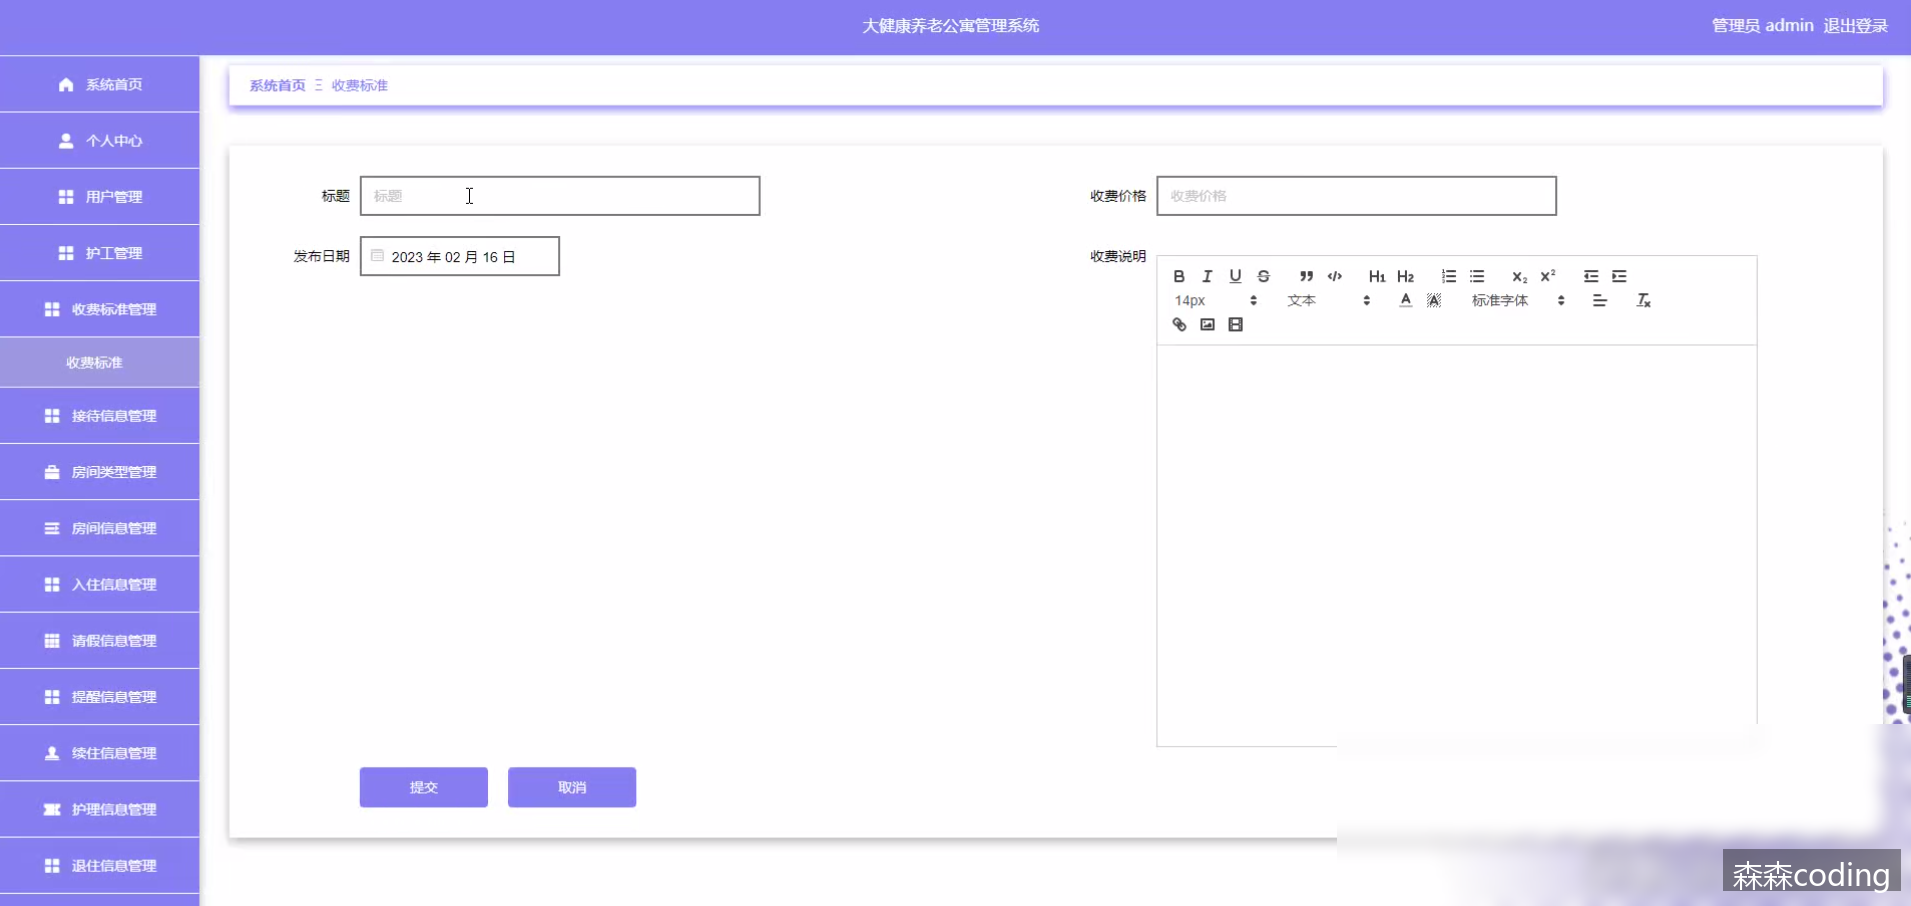 大健康养老公寓管理系统
管理员 admin 退出登录
系统首页
个人中心
用户管理
护工管理
收费标准管理
收费标准
接待信息管理
房间类型管理
房间信息管理
入住信息管理
请假信息管理
提醒信息管理
续住信息管理
护理信息管理
退住信息管理
系统首页 Ξ 收费标准
标题 标题
收费价格 收费价格
发布日期 2023 年 02 月 16 日
收费说明
B I U S ” </> H1 H2 X2 X2
14px 文本 A A 标准字体 Tx
提交 取消
森森coding